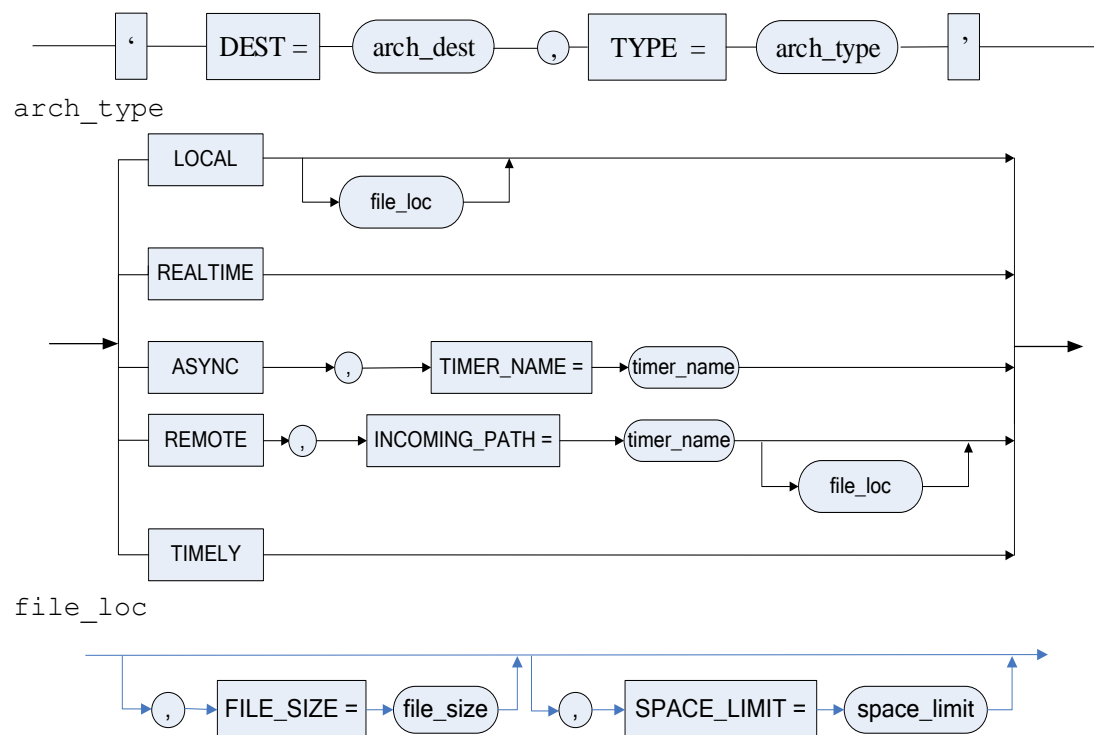 ‘ DEST = arch_dest , TYPE = arch_type ’
arch_type
LOCAL
file_loc
REALTIME
ASYNC , TIMER_NAME = timer_name
REMOTE , INCOMING_PATH = timer_name
file_loc
TIMELY
file_loc
, FILE_SIZE = file_size , SPACE_LIMIT = space_limit